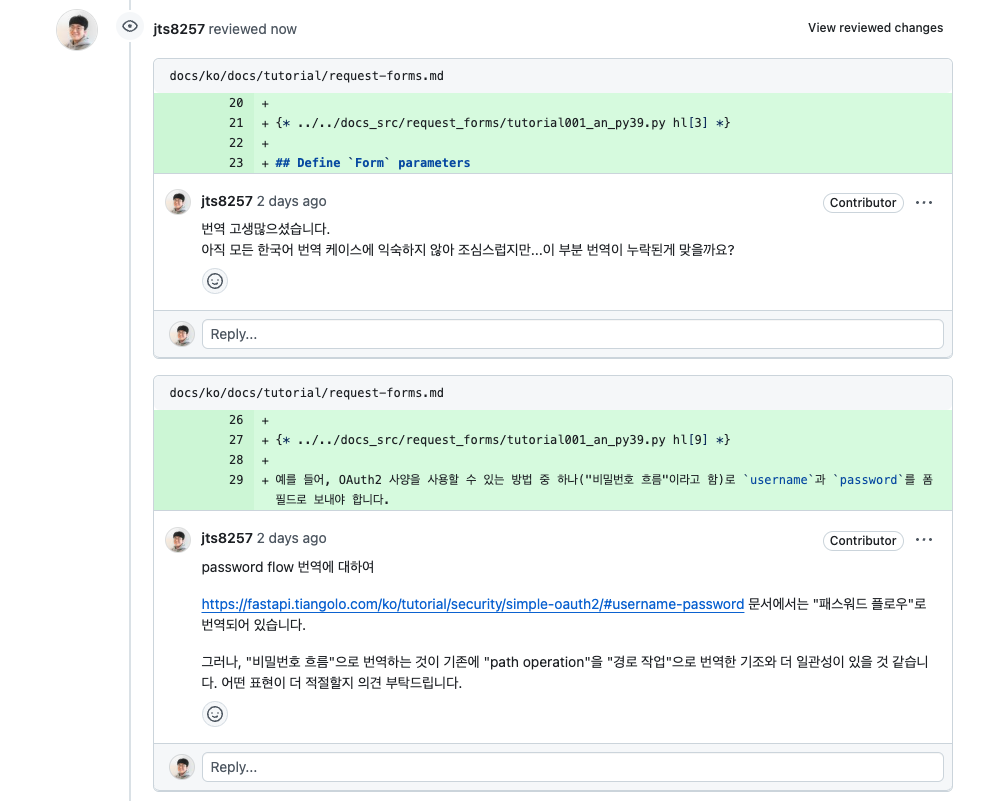 jts8257 reviewed now
View reviewed changes
docs/ko/docs/tutorial/request-forms.md
20 +
21 + {* ../../docs_src/request_forms/tutorial001_an_py39.py hl[3] *}
22 +
23 + ## Define `Form` parameters
jts8257 2 days ago
Contributor ...
번역 고생많으셨습니다.
아직 모든 한국어 번역 케이스에 익숙하지 않아 조심스럽지만...이 부분 번역이 누락된게 맞을까요?
Reply...
docs/ko/docs/tutorial/request-forms.md
26 +
27 + {* ../../docs_src/request_forms/tutorial001_an_py39.py hl[9] *}
28 +
29 + 예를 들어, OAuth2 사양을 사용할 수 있는 방법 중 하나("비밀번호 흐름"이라고 함)로 `username`과 `password`를 폼
필드로 보내야 합니다.
jts8257 2 days ago
Contributor ...
password flow 번역에 대하여
https://fastapi.tiangolo.com/ko/tutorial/security/simple-oauth2/#username-password 문서에서는 "패스워드 플로우"로
번역되어 있습니다.
그러나, "비밀번호 흐름"으로 번역하는 것이 기존에 "path operation"을 "경로 작업"으로 번역한 기조와 더 일관성이 있을 것 같습니
다. 어떤 표현이 더 적절할지 의견 부탁드립니다.
Reply...